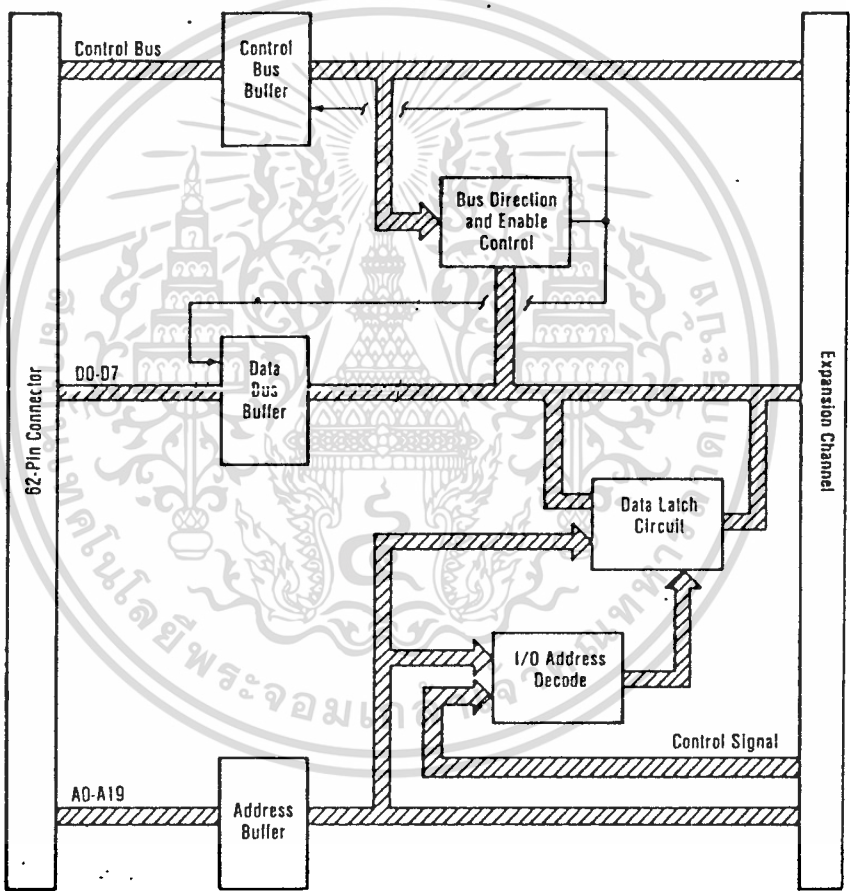 Control Bus
Control
Bus
Buffer
Bus Direction
and Enable
Control
62-Pin Connector
D0-D7
Data
Bus
Buffer
Expansion Channel
Data Latch
Circuit
I/O Address
Decode
Control Signal
A0-A19
Address
Buffer